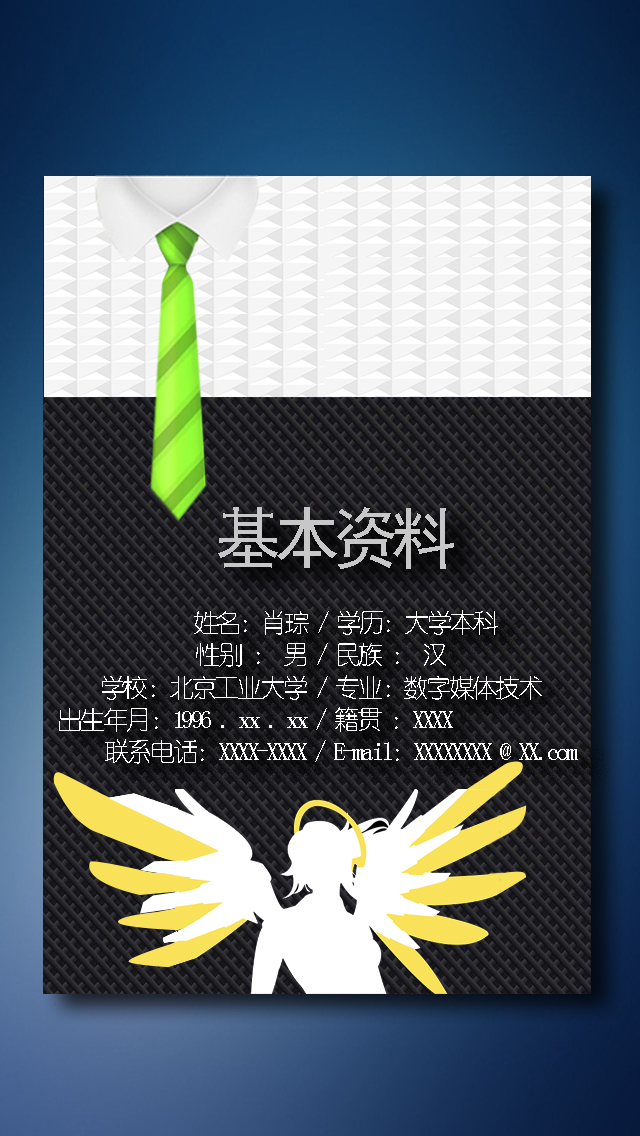 基本资料
姓名：肖琮 / 学历：大学本科
性别 ： 男 / 民族 ： 汉
学校：北京工业大学 / 专业：数字媒体技术
出生年月：1996 . xx . xx / 籍贯 ：XXXX
联系电话：XXXX-XXXX / E-mail：XXXXXXX @ XX.com